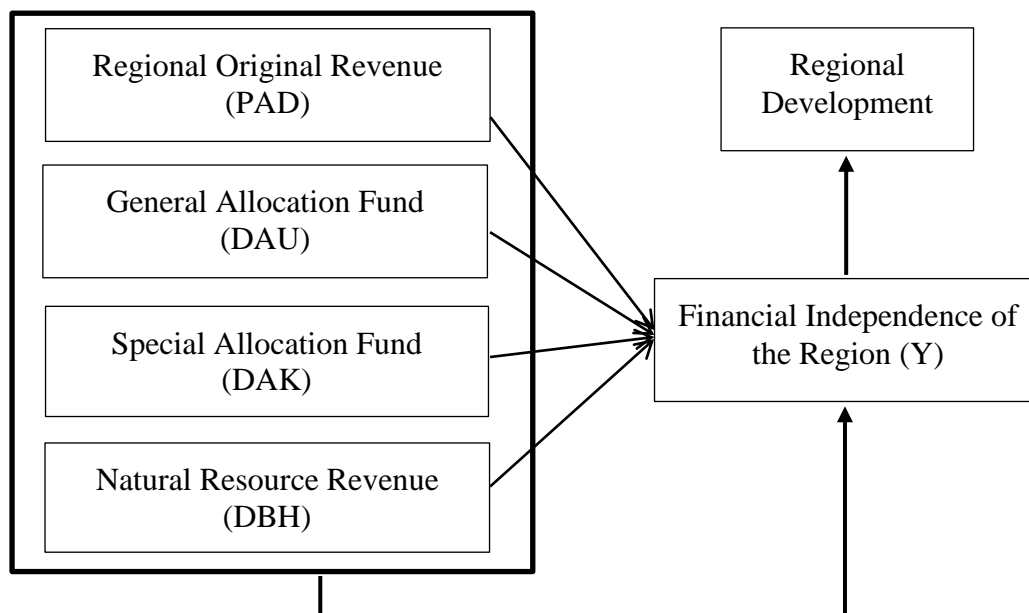 Regional Original Revenue
(PAD)
General Allocation Fund
(DAU)
Special Allocation Fund
(DAK)
Natural Resource Revenue
(DBH)
Regional
Development
Financial Independence of
the Region (Y)